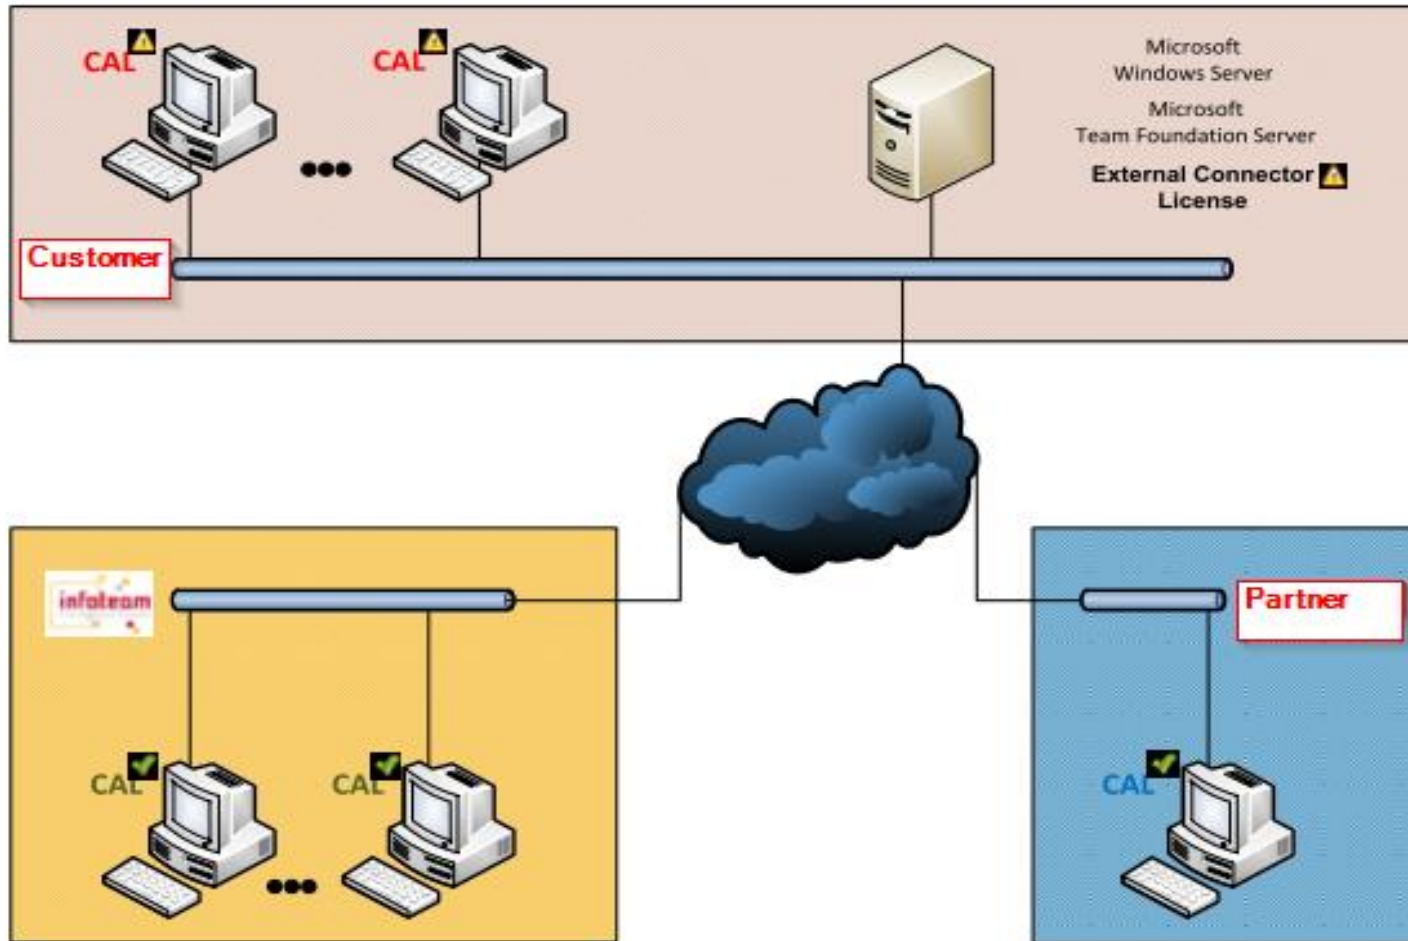 CAL
CAL
Microsoft
Windows Server
Microsoft
Team Foundation Server
External Connector
License
Customer
infoteam
Partner
CAL
CAL
CAL